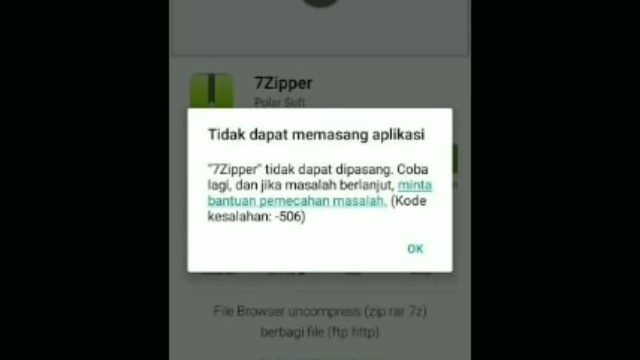 7Zipper
Polar Soft
Tidak dapat memasang aplikasi
"7Zipper" tidak dapat dipasang. Coba
lagi, dan jika masalah berlanjut, minta
bantuan pemecahan masalah. (Kode
kesalahan: -506)
OK
File Browser uncompress (zip rar 7z)
berbagi file (ftp http)